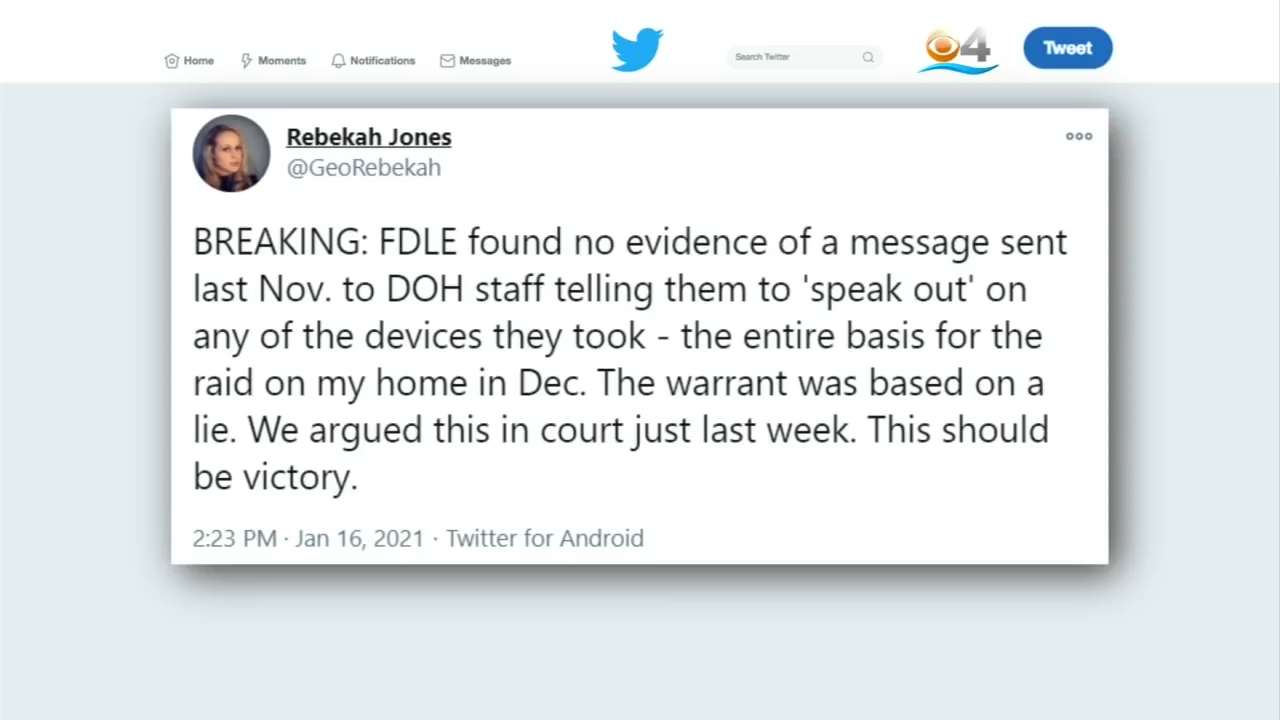 Home Moments Notifications Messages Search Twitter 4 Tweet
Rebekah Jones
@GeoRebekah
BREAKING: FDLE found no evidence of a message sent
last Nov. to DOH staff telling them to 'speak out' on
any of the devices they took - the entire basis for the
raid on my home in Dec. The warrant was based on a
lie. We argued this in court just last week. This should
be victory.
2:23 PM · Jan 16, 2021 · Twitter for Android